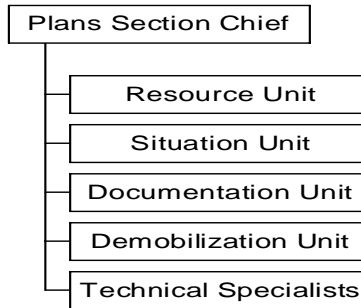 Plans Section Chief
Resource Unit
Situation Unit
Documentation Unit
Demobilization Unit
Technical Specialists